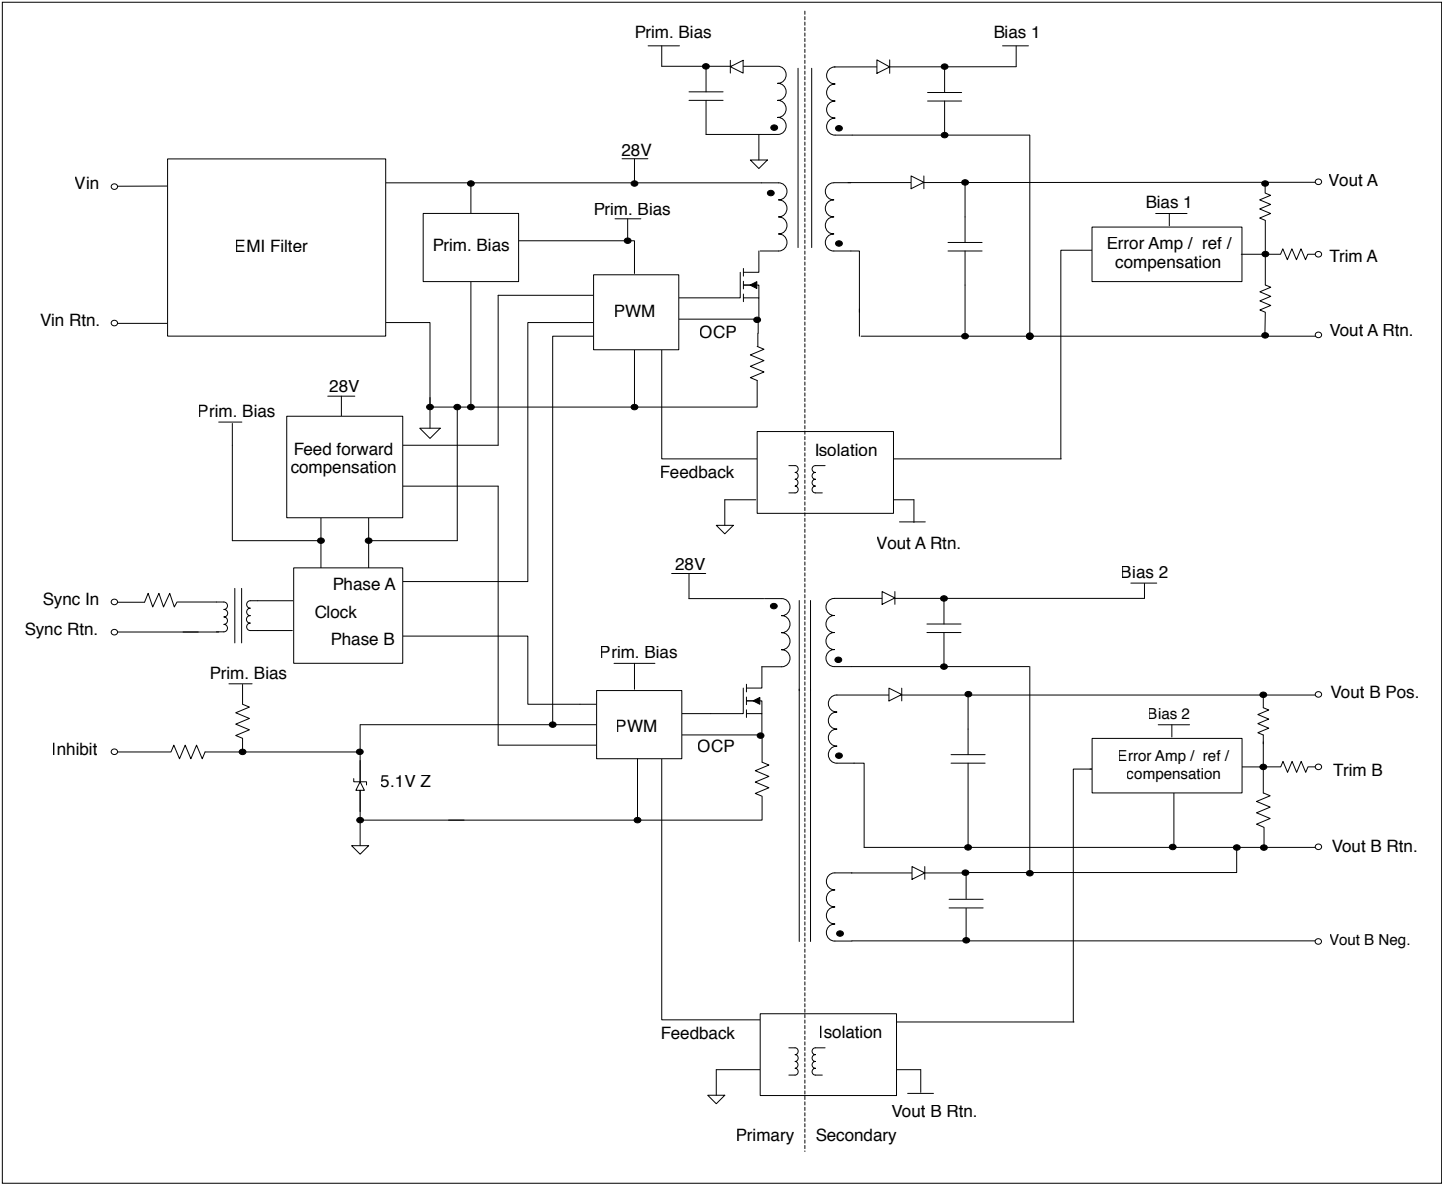 Prim. Bias
Bias 1
28V
Vin
Vout A
Prim. Bias
Bias 1
EMI Filter
Prim. Bias
Error Amp / ref /
compensation
Trim A
Vin Rtn.
PWM
OCP
Vout A Rtn.
28V
Prim. Bias
Feed forward
compensation
Isolation
Feedback
Vout A Rtn.
28V
Bias 2
Phase A
Sync In
Clock
Sync Rtn.
Phase B
Prim. Bias
Prim. Bias
Vout B Pos.
Bias 2
PWM
Inhibit
OCP
Error Amp / ref /
compensation
Trim B
5.1V Z
Vout B Rtn.
Vout B Neg.
Isolation
Feedback
Vout B Rtn.
Primary
Secondary